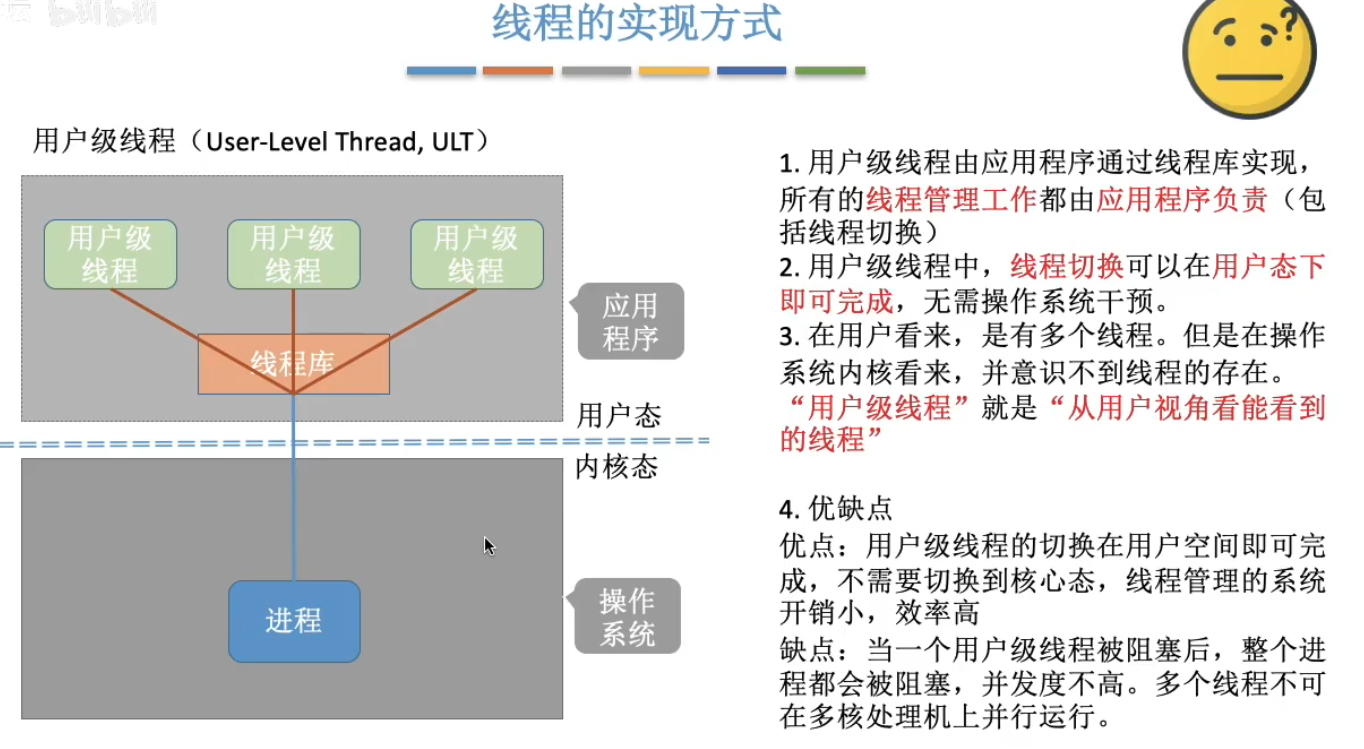 坛 bilibili
线程的实现方式
用户级线程（User-Level Thread, ULT）
用户级
线程
用户级
线程
用户级
线程
线程库
应用
程序
用户态
内核态
进程
操作
系统
1. 用户级线程由应用程序通过线程库实现，
所有的线程管理工作都由应用程序负责（包
括线程切换）
2. 用户级线程中，线程切换可以在用户态下
即可完成，无需操作系统干预。
3. 在用户看来，是有多个线程。但是在操作
系统内核看来，并意识不到线程的存在。
“用户级线程”就是“从用户视角看能看到
的线程”
4. 优缺点
优点：用户级线程的切换在用户空间即可完
成，不需要切换到核心态，线程管理的系统
开销小，效率高
缺点：当一个用户级线程被阻塞后，整个进
程都会被阻塞，并发度不高。多个线程不可
在多核处理机上并行运行。